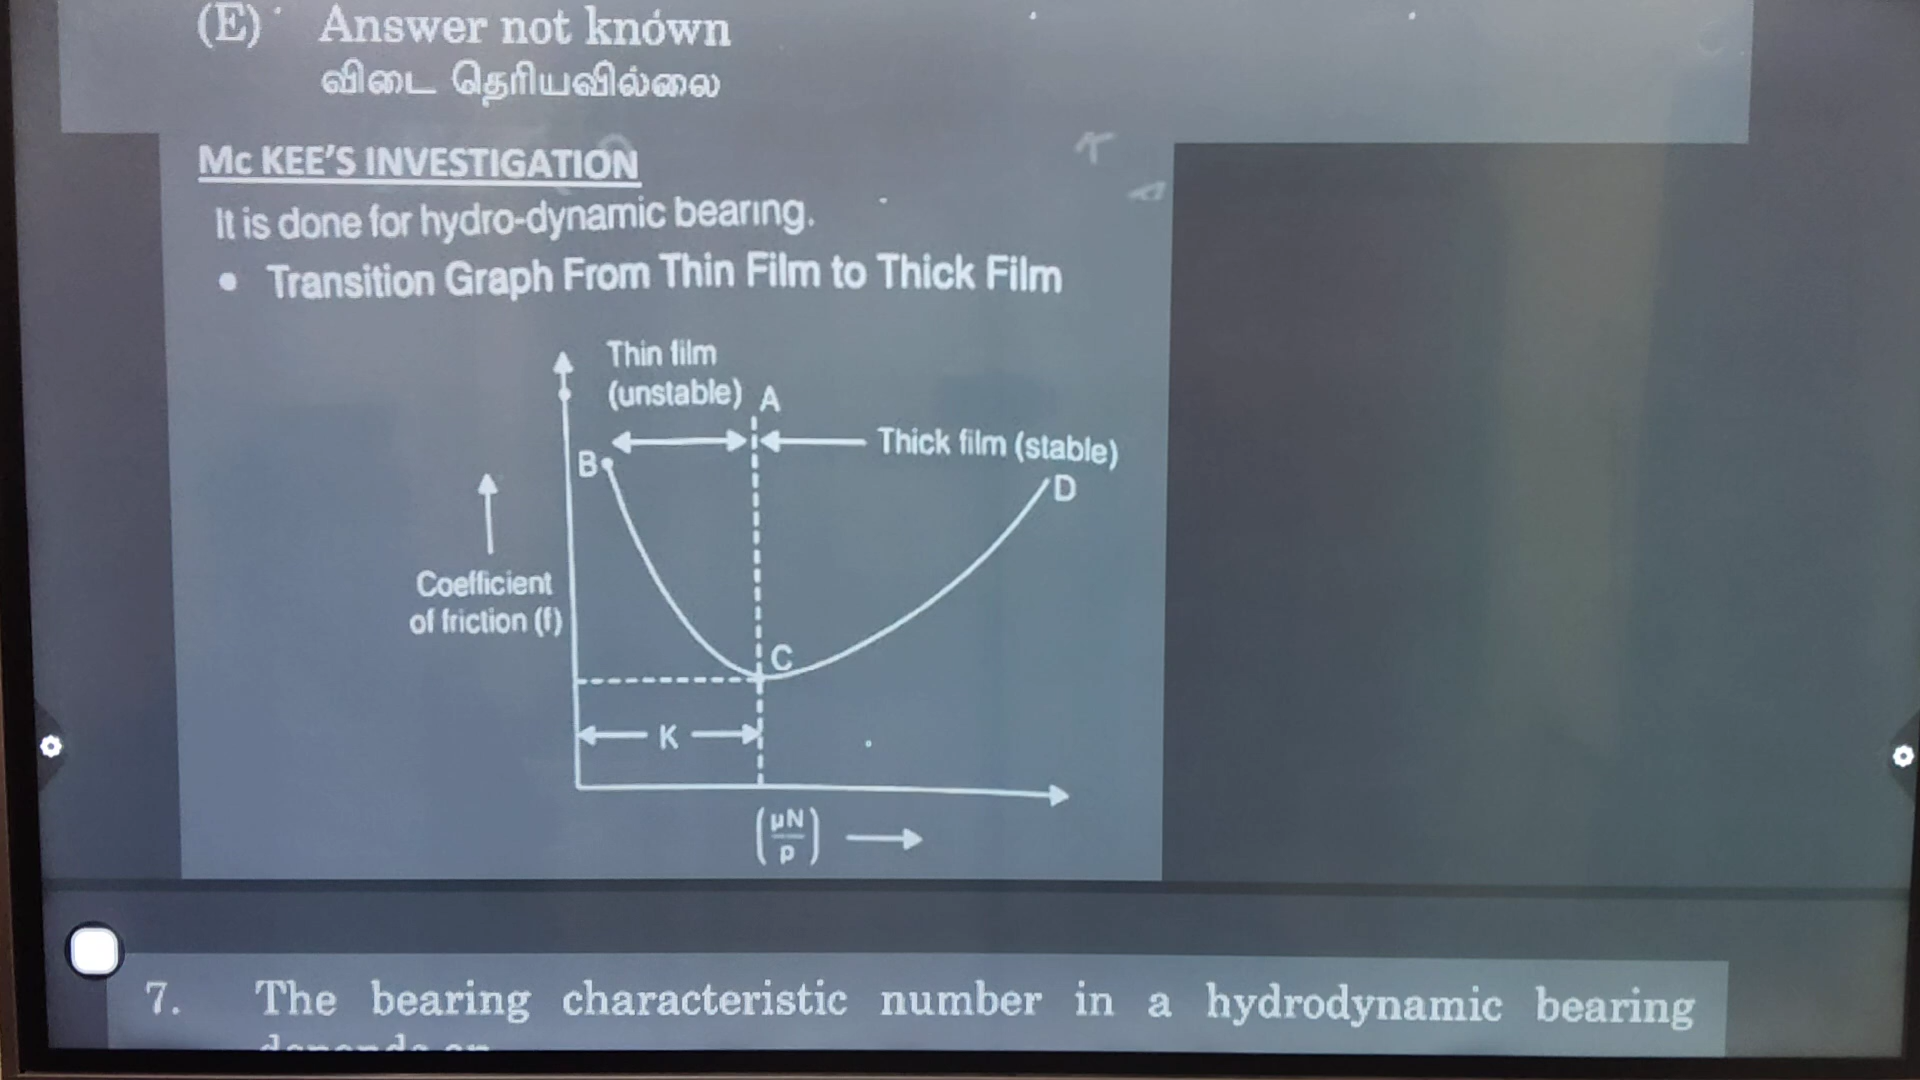 (E) Answer not known
விடை தெரியவில்லை
Mc KEE'S INVESTIGATION
It is done for hydro-dynamic bearing.
• Transition Graph From Thin Film to Thick Film
Thin film
(unstable)
A
Thick film (stable)
B
D
Coefficient
of friction (f)
C
K
(μN/p)
7. The bearing characteristic number in a hydrodynamic bearing